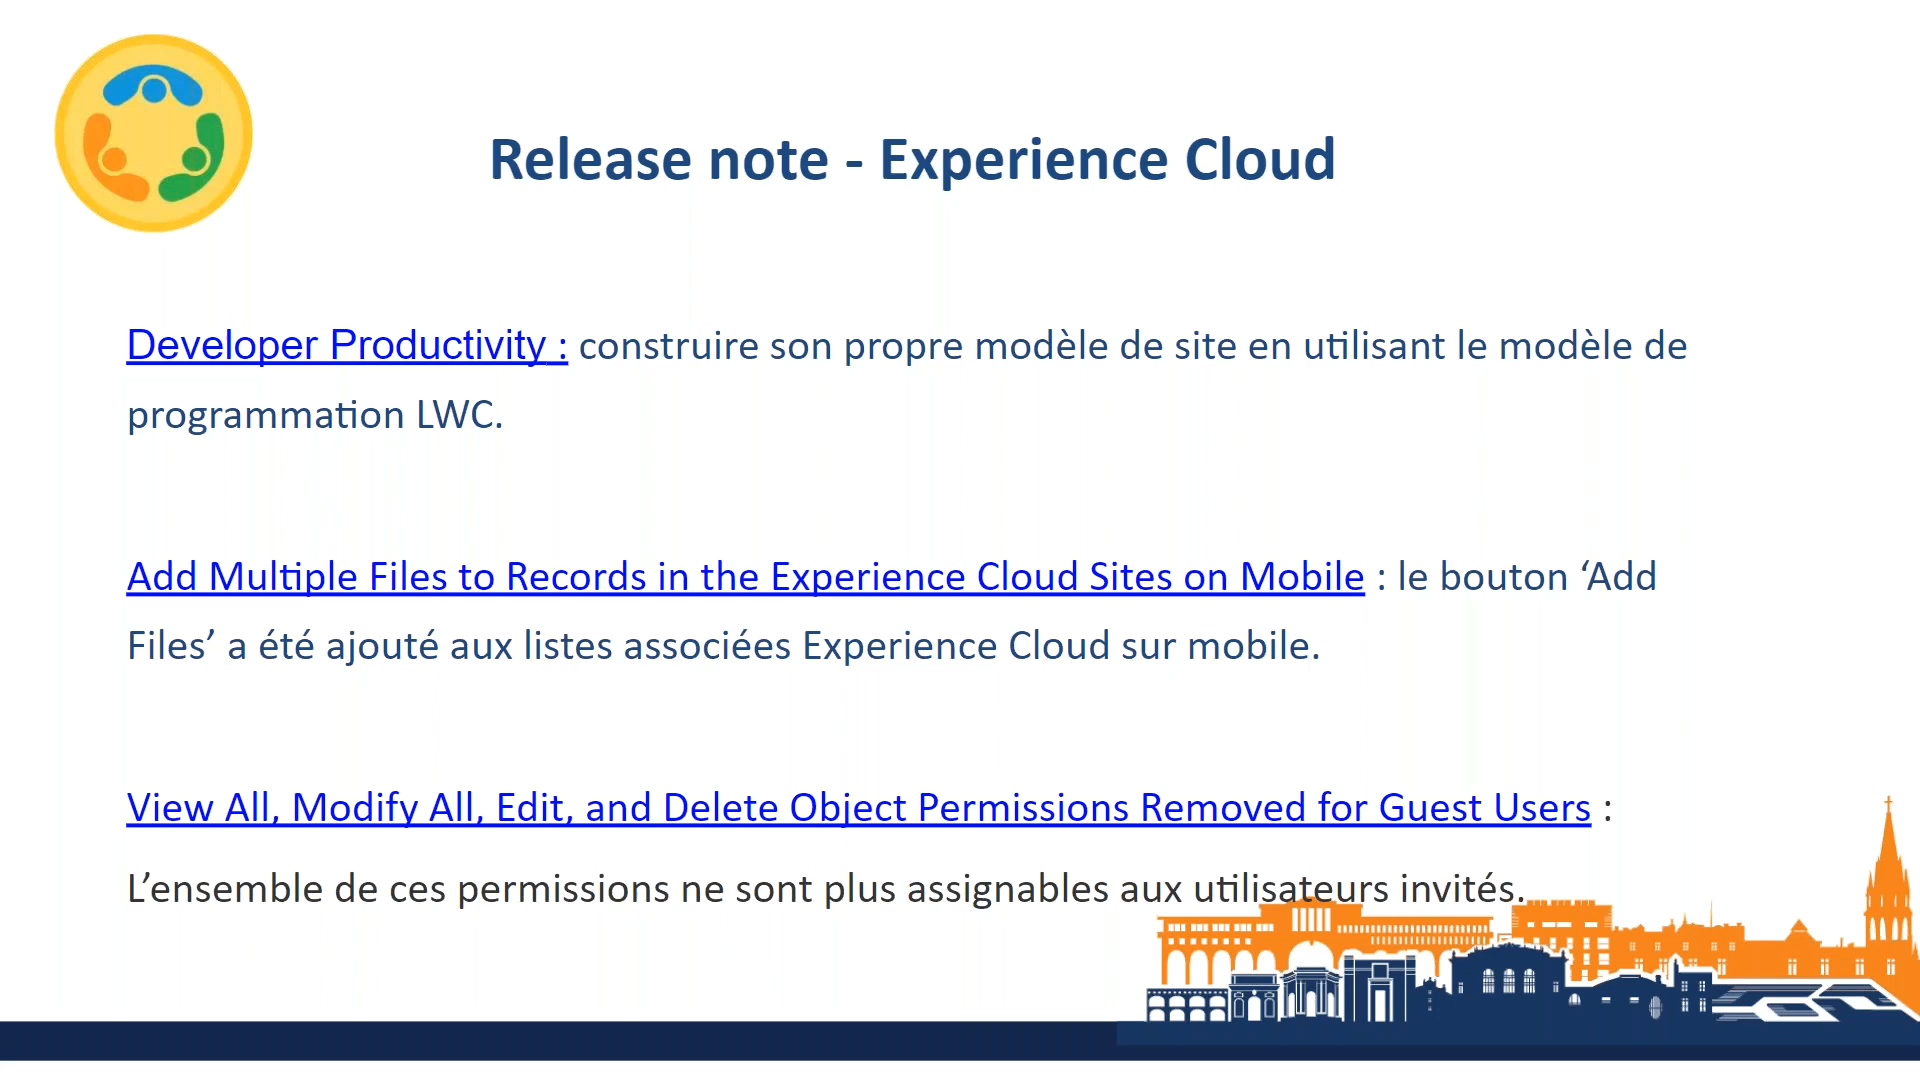 Release note - Experience Cloud
Developer Productivity : construire son propre modèle de site en utilisant le modèle de
programmation LWC.
Add Multiple Files to Records in the Experience Cloud Sites on Mobile : le bouton ‘Add
Files’ a été ajouté aux listes associées Experience Cloud sur mobile.
View All, Modify All, Edit, and Delete Object Permissions Removed for Guest Users :
L’ensemble de ces permissions ne sont plus assignables aux utilisateurs invités.